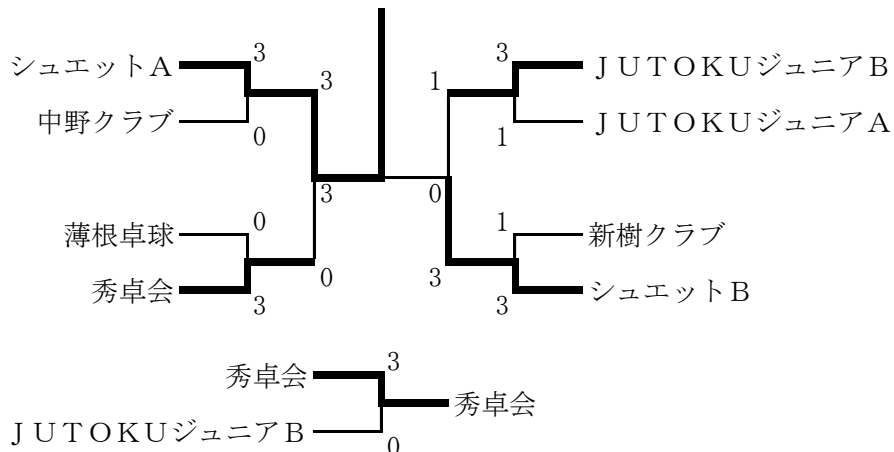 シュエットA
3
0
中野クラブ
3
薄根卓球
0
3
秀卓会
0
3
1
3
1
JUTOKUジュニアB
JUTOKUジュニアA
0
1
3
新樹クラブ
3
シュエットB
秀卓会
3
秀卓会
JUTOKUジュニアB
0